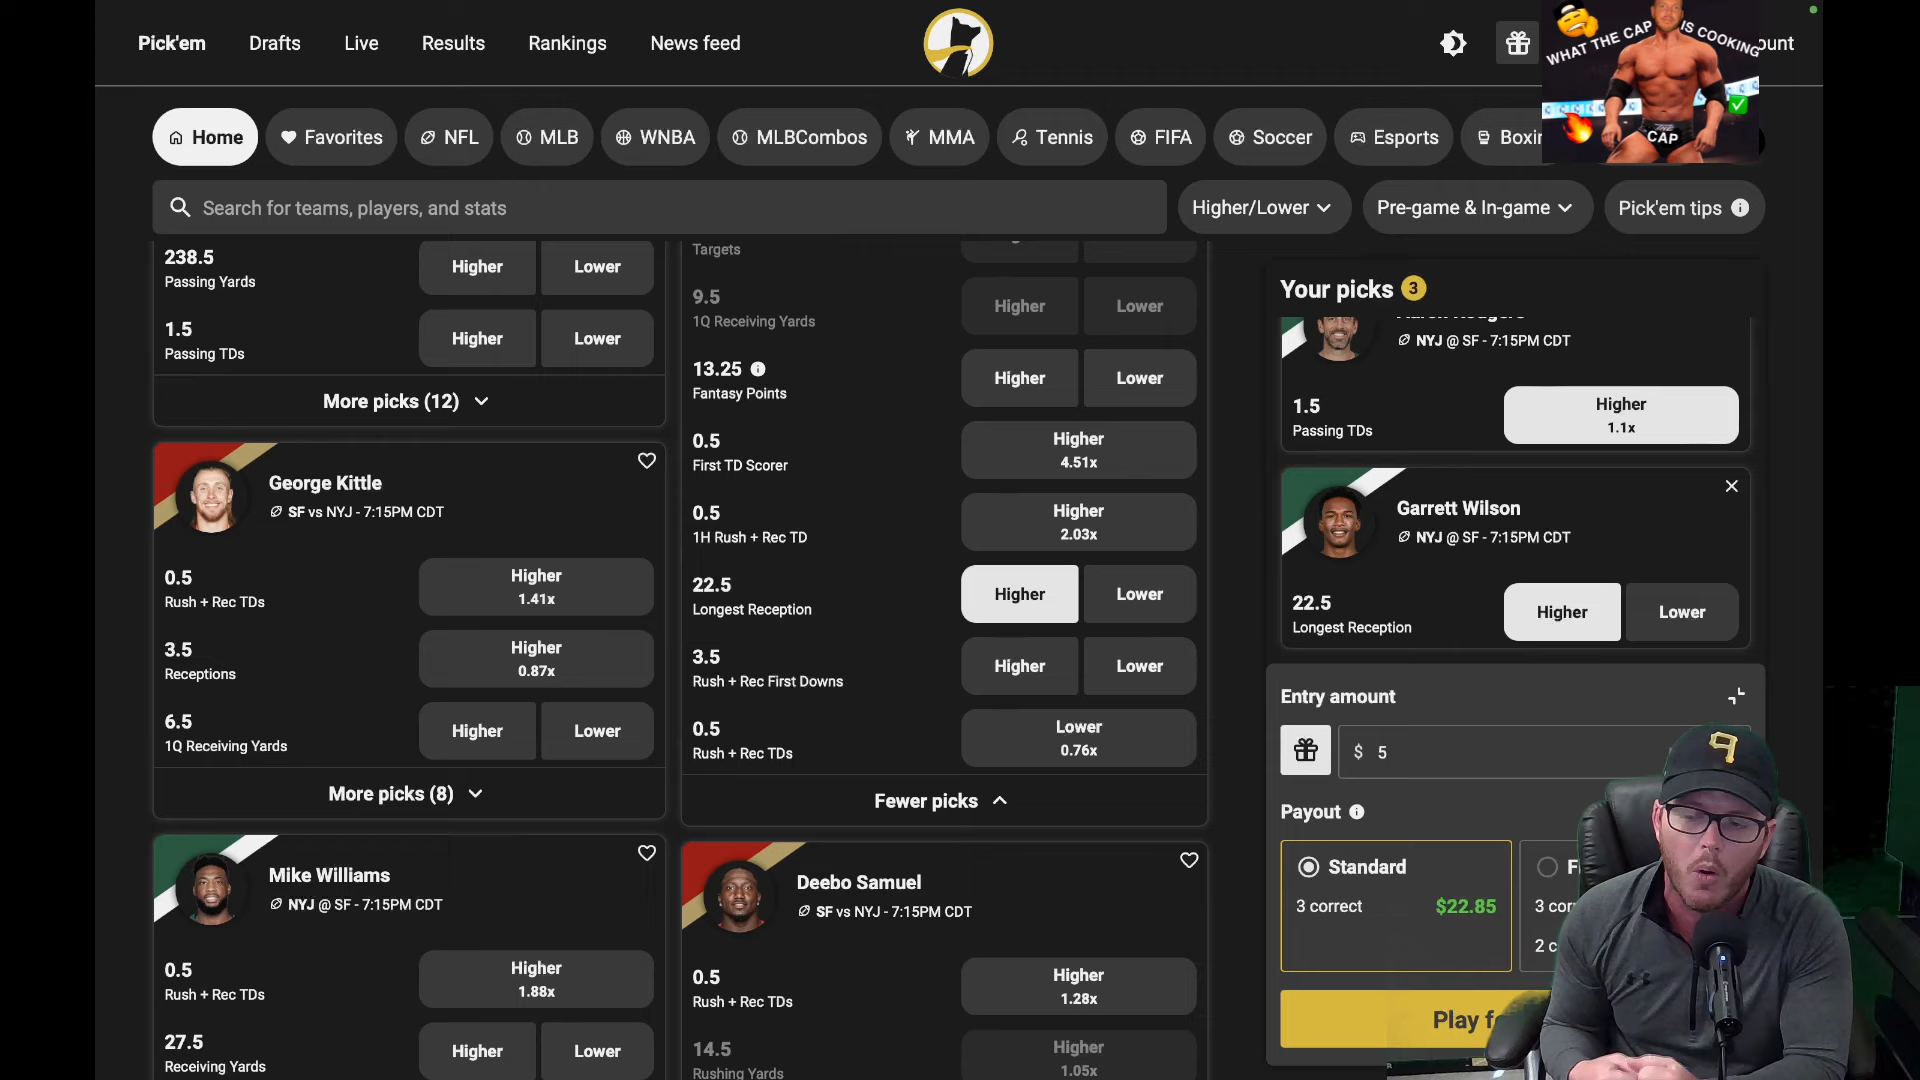 Pick'em
Drafts
Live
Results
Rankings
News feed
WHAT THE CAP IS COOKING
CAP
Home
Favorites
NFL
MLB
WNBA
MLBCombos
MMA
Tennis
FIFA
Soccer
Esports
Search for teams, players, and stats
Higher/Lower
Pre-game & In-game
Pick'em tips
238.5
Passing Yards
Higher
Lower
1.5
Passing TDs
Higher
Lower
More picks (12)
George Kittle
SF vs NYJ - 7:15PM CDT
0.5
Rush + Rec TDs
Higher
1.41x
3.5
Receptions
Higher
0.87x
6.5
1Q Receiving Yards
Higher
Lower
More picks (8)
Mike Williams
NYJ @ SF - 7:15PM CDT
0.5
Rush + Rec TDs
Higher
1.88x
27.5
Receiving Yards
Higher
Lower
Targets
9.5
1Q Receiving Yards
Higher
Lower
13.25
Fantasy Points
Higher
Lower
0.5
First TD Scorer
Higher
4.51x
0.5
1H Rush + Rec TD
Higher
2.03x
22.5
Longest Reception
Higher
Lower
3.5
Rush + Rec First Downs
Higher
Lower
0.5
Rush + Rec TDs
Lower
0.76x
Fewer picks
Deebo Samuel
SF vs NYJ - 7:15PM CDT
0.5
Rush + Rec TDs
Higher
1.28x
14.5
Rushing Yards
Higher
1.05x
Your picks 3
NYJ @ SF - 7:15PM CDT
1.5
Passing TDs
Higher
1.1x
Garrett Wilson
NYJ @ SF - 7:15PM CDT
22.5
Longest Reception
Higher
Lower
Entry amount
$ 5
Payout
Standard
3 correct
$22.85
Play